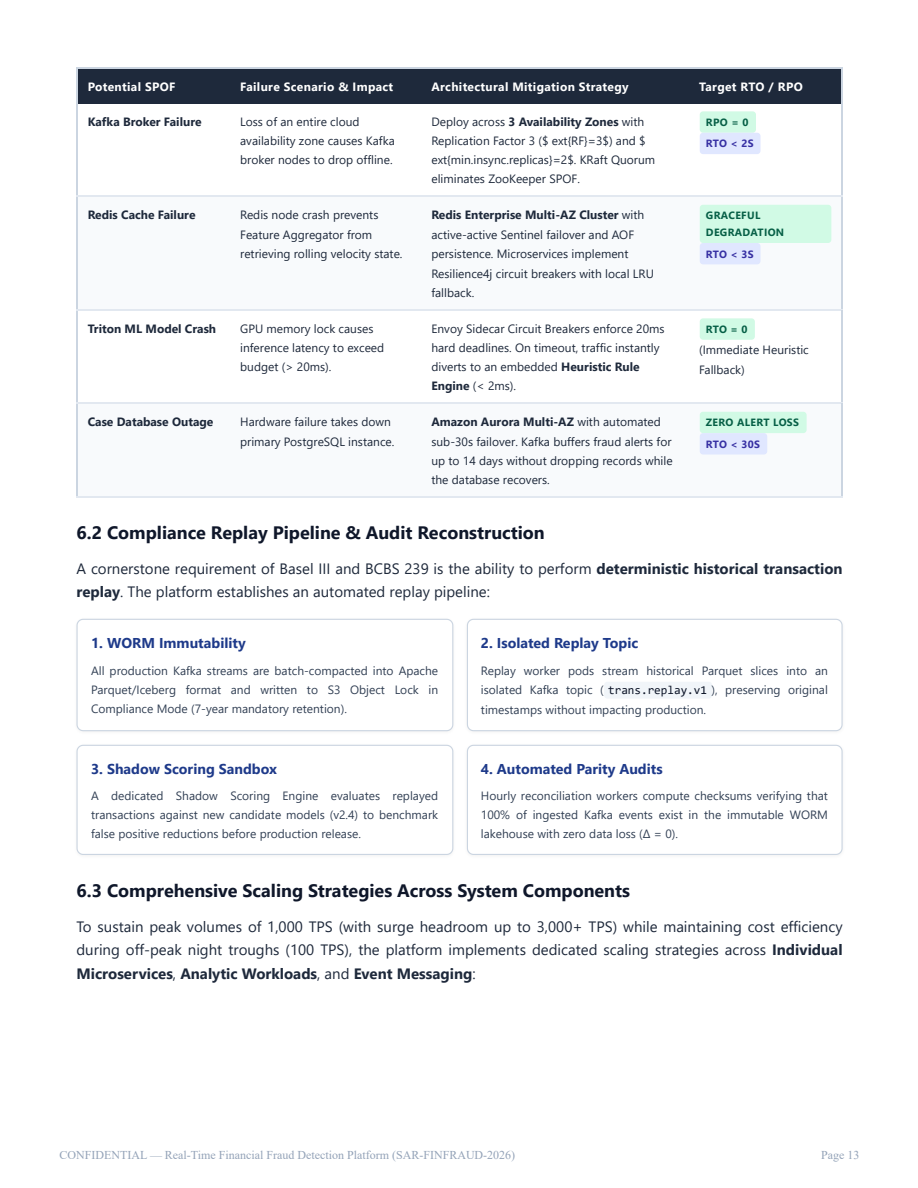 Potential SPOF Failure Scenario & Impact Architectural Mitigation Strategy Target RTO / RPO
Kafka Broker Failure
Loss of an entire cloud
availability zone causes Kafka
broker nodes to drop offline.
Deploy across 3 Availability Zones with
Replication Factor 3 ($ ext{RF}=3$) and $
ext{min.insync.replicas}=2$. KRaft Quorum
eliminates ZooKeeper SPOF.
RPO = 0
RTO < 2S
Redis Cache Failure
Redis node crash prevents
Feature Aggregator from
retrieving rolling velocity state.
Redis Enterprise Multi-AZ Cluster with
active-active Sentinel failover and AOF
persistence. Microservices implement
Resilience4j circuit breakers with local LRU
fallback.
GRACEFUL
DEGRADATION
RTO < 3S
Triton ML Model Crash
GPU memory lock causes
inference latency to exceed
budget (> 20ms).
Envoy Sidecar Circuit Breakers enforce 20ms
hard deadlines. On timeout, traffic instantly
diverts to an embedded Heuristic Rule
Engine (< 2ms).
RTO = 0
(Immediate Heuristic
Fallback)
Case Database Outage
Hardware failure takes down
primary PostgreSQL instance.
Amazon Aurora Multi-AZ with automated
sub-30s failover. Kafka buffers fraud alerts for
up to 14 days without dropping records while
the database recovers.
ZERO ALERT LOSS
RTO < 30S
6.2 Compliance Replay Pipeline & Audit Reconstruction
A cornerstone requirement of Basel III and BCBS 239 is the ability to perform deterministic historical transaction
replay. The platform establishes an automated replay pipeline:
1. WORM Immutability
All production Kafka streams are batch-compacted into Apache
Parquet/Iceberg format and written to S3 Object Lock in
Compliance Mode (7-year mandatory retention).
2. Isolated Replay Topic
Replay worker pods stream historical Parquet slices into an
isolated Kafka topic ( trans.replay.v1 ), preserving original
timestamps without impacting production.
3. Shadow Scoring Sandbox
A dedicated Shadow Scoring Engine evaluates replayed
transactions against new candidate models (v2.4) to benchmark
false positive reductions before production release.
4. Automated Parity Audits
Hourly reconciliation workers compute checksums verifying that
100% of ingested Kafka events exist in the immutable WORM
lakehouse with zero data loss (Δ = 0).
6.3 Comprehensive Scaling Strategies Across System Components
To sustain peak volumes of 1,000 TPS (with surge headroom up to 3,000+ TPS) while maintaining cost efficiency
during off-peak night troughs (100 TPS), the platform implements dedicated scaling strategies across Individual
Microservices, Analytic Workloads, and Event Messaging:
CONFIDENTIAL — Real-Time Financial Fraud Detection Platform (SAR-FINFRAUD-2026) Page 13